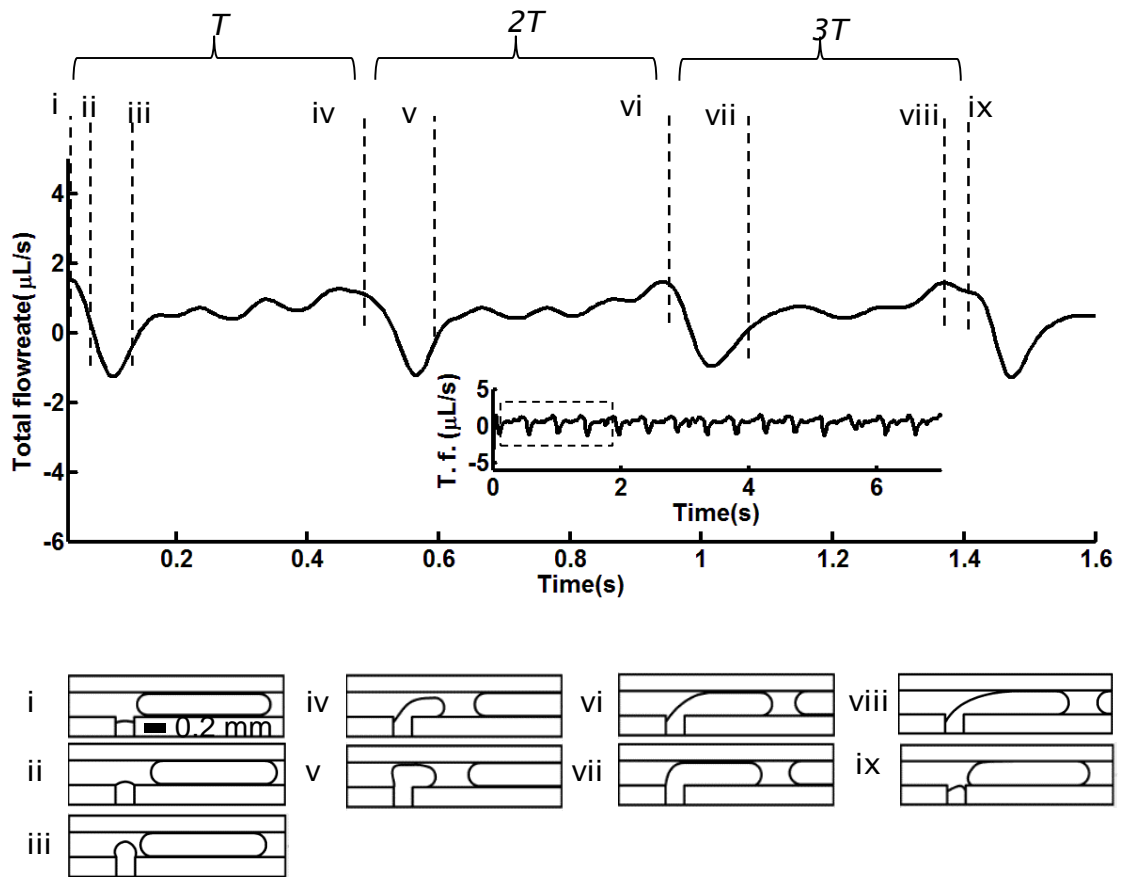 T 2T 3T
i ii iii iv v vi vii viii ix
Total flowreate(μL/s)
4
2
0
-2
-4
-6
T. f. (μL/s)
5
0
-5
0 2 4 6
Time(s)
0.2 0.4 0.6 0.8 1 1.2 1.4 1.6
Time(s)
i iv vi viii
0.2 mm
ii v vii ix
iii